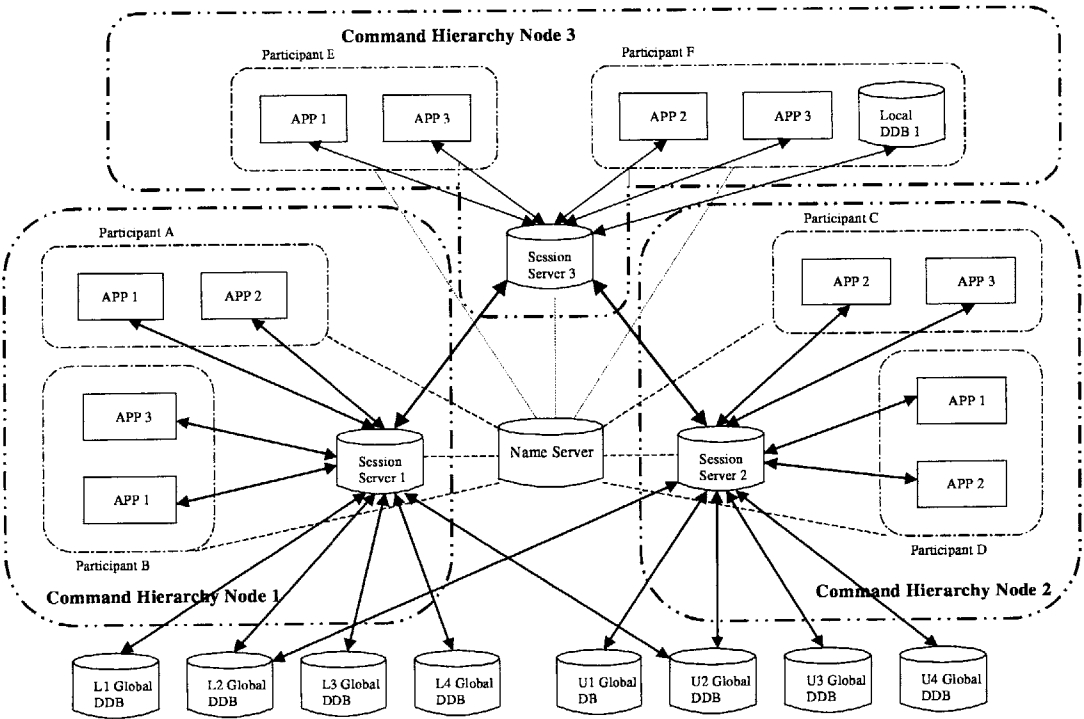 Command Hierarchy Node 3
Participant E
Participant F
APP 1
APP 3
APP 2
APP 3
Local
DDB 1
Participant A
Participant C
Session
Server 3
APP 1
APP 2
APP 2
APP 3
APP 3
APP 1
Session
Server 1
Name Server
Session
Server 2
APP 1
APP 2
Participant B
Participant D
Command Hierarchy Node 1
Command Hierarchy Node 2
L1 Global
DDB
L2 Global
DDB
L3 Global
DDB
L4 Global
DDB
U1 Global
DB
U2 Global
DDB
U3 Global
DDB
U4 Global
DDB